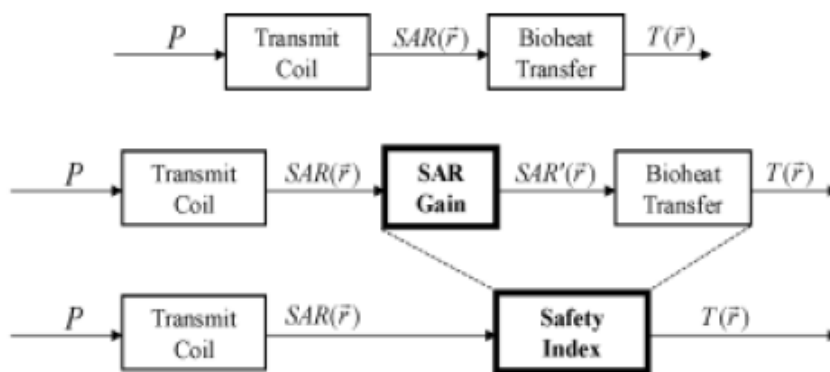 P Transmit Coil SAR(r⃗) Bioheat Transfer T(r⃗)
P Transmit Coil SAR(r⃗) SAR Gain SAR'(r⃗) Bioheat Transfer T(r⃗)
P Transmit Coil SAR(r⃗) Safety Index T(r⃗)